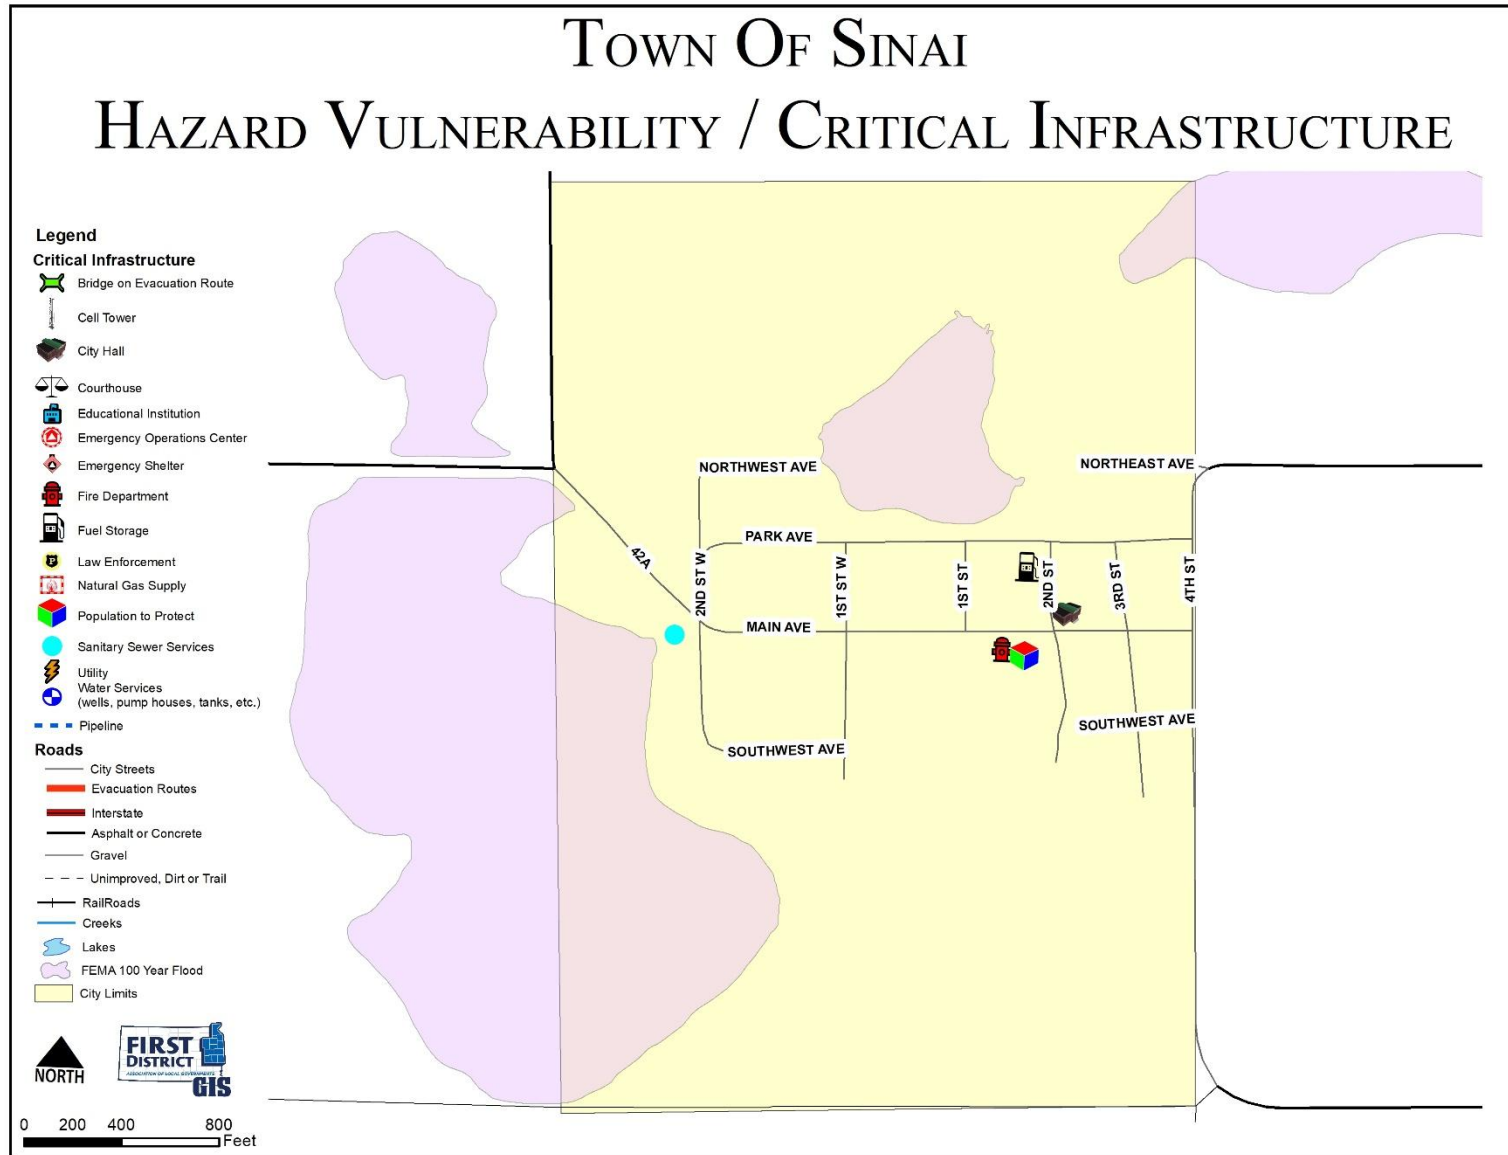 TOWN OF SINAI
HAZARD VULNERABILITY / CRITICAL INFRASTRUCTURE
Legend
Critical Infrastructure
Bridge on Evacuation Route
Cell Tower
City Hall
Courthouse
Educational Institution
Emergency Operations Center
Emergency Shelter
Fire Department
Fuel Storage
Law Enforcement
Natural Gas Supply
Population to Protect
Sanitary Sewer Services
Utility
Water Services
(wells, pump houses, tanks, etc.)
Pipeline
Roads
City Streets
Evacuation Routes
Interstate
Asphalt or Concrete
Gravel
Unimproved, Dirt or Trail
RailRoads
Creeks
Lakes
FEMA 100 Year Flood
City Limits
NORTH
FIRST
DISTRICT
ASSOCIATION OF LOCAL GOVERNMENTS
GIS
0 200 400 800
Feet
NORTHWEST AVE
NORTHEAST AVE
PARK AVE
42A
2ND ST W
1ST ST W
1ST ST
2ND ST
3RD ST
4TH ST
MAIN AVE
SOUTHWEST AVE
SOUTHWEST AVE